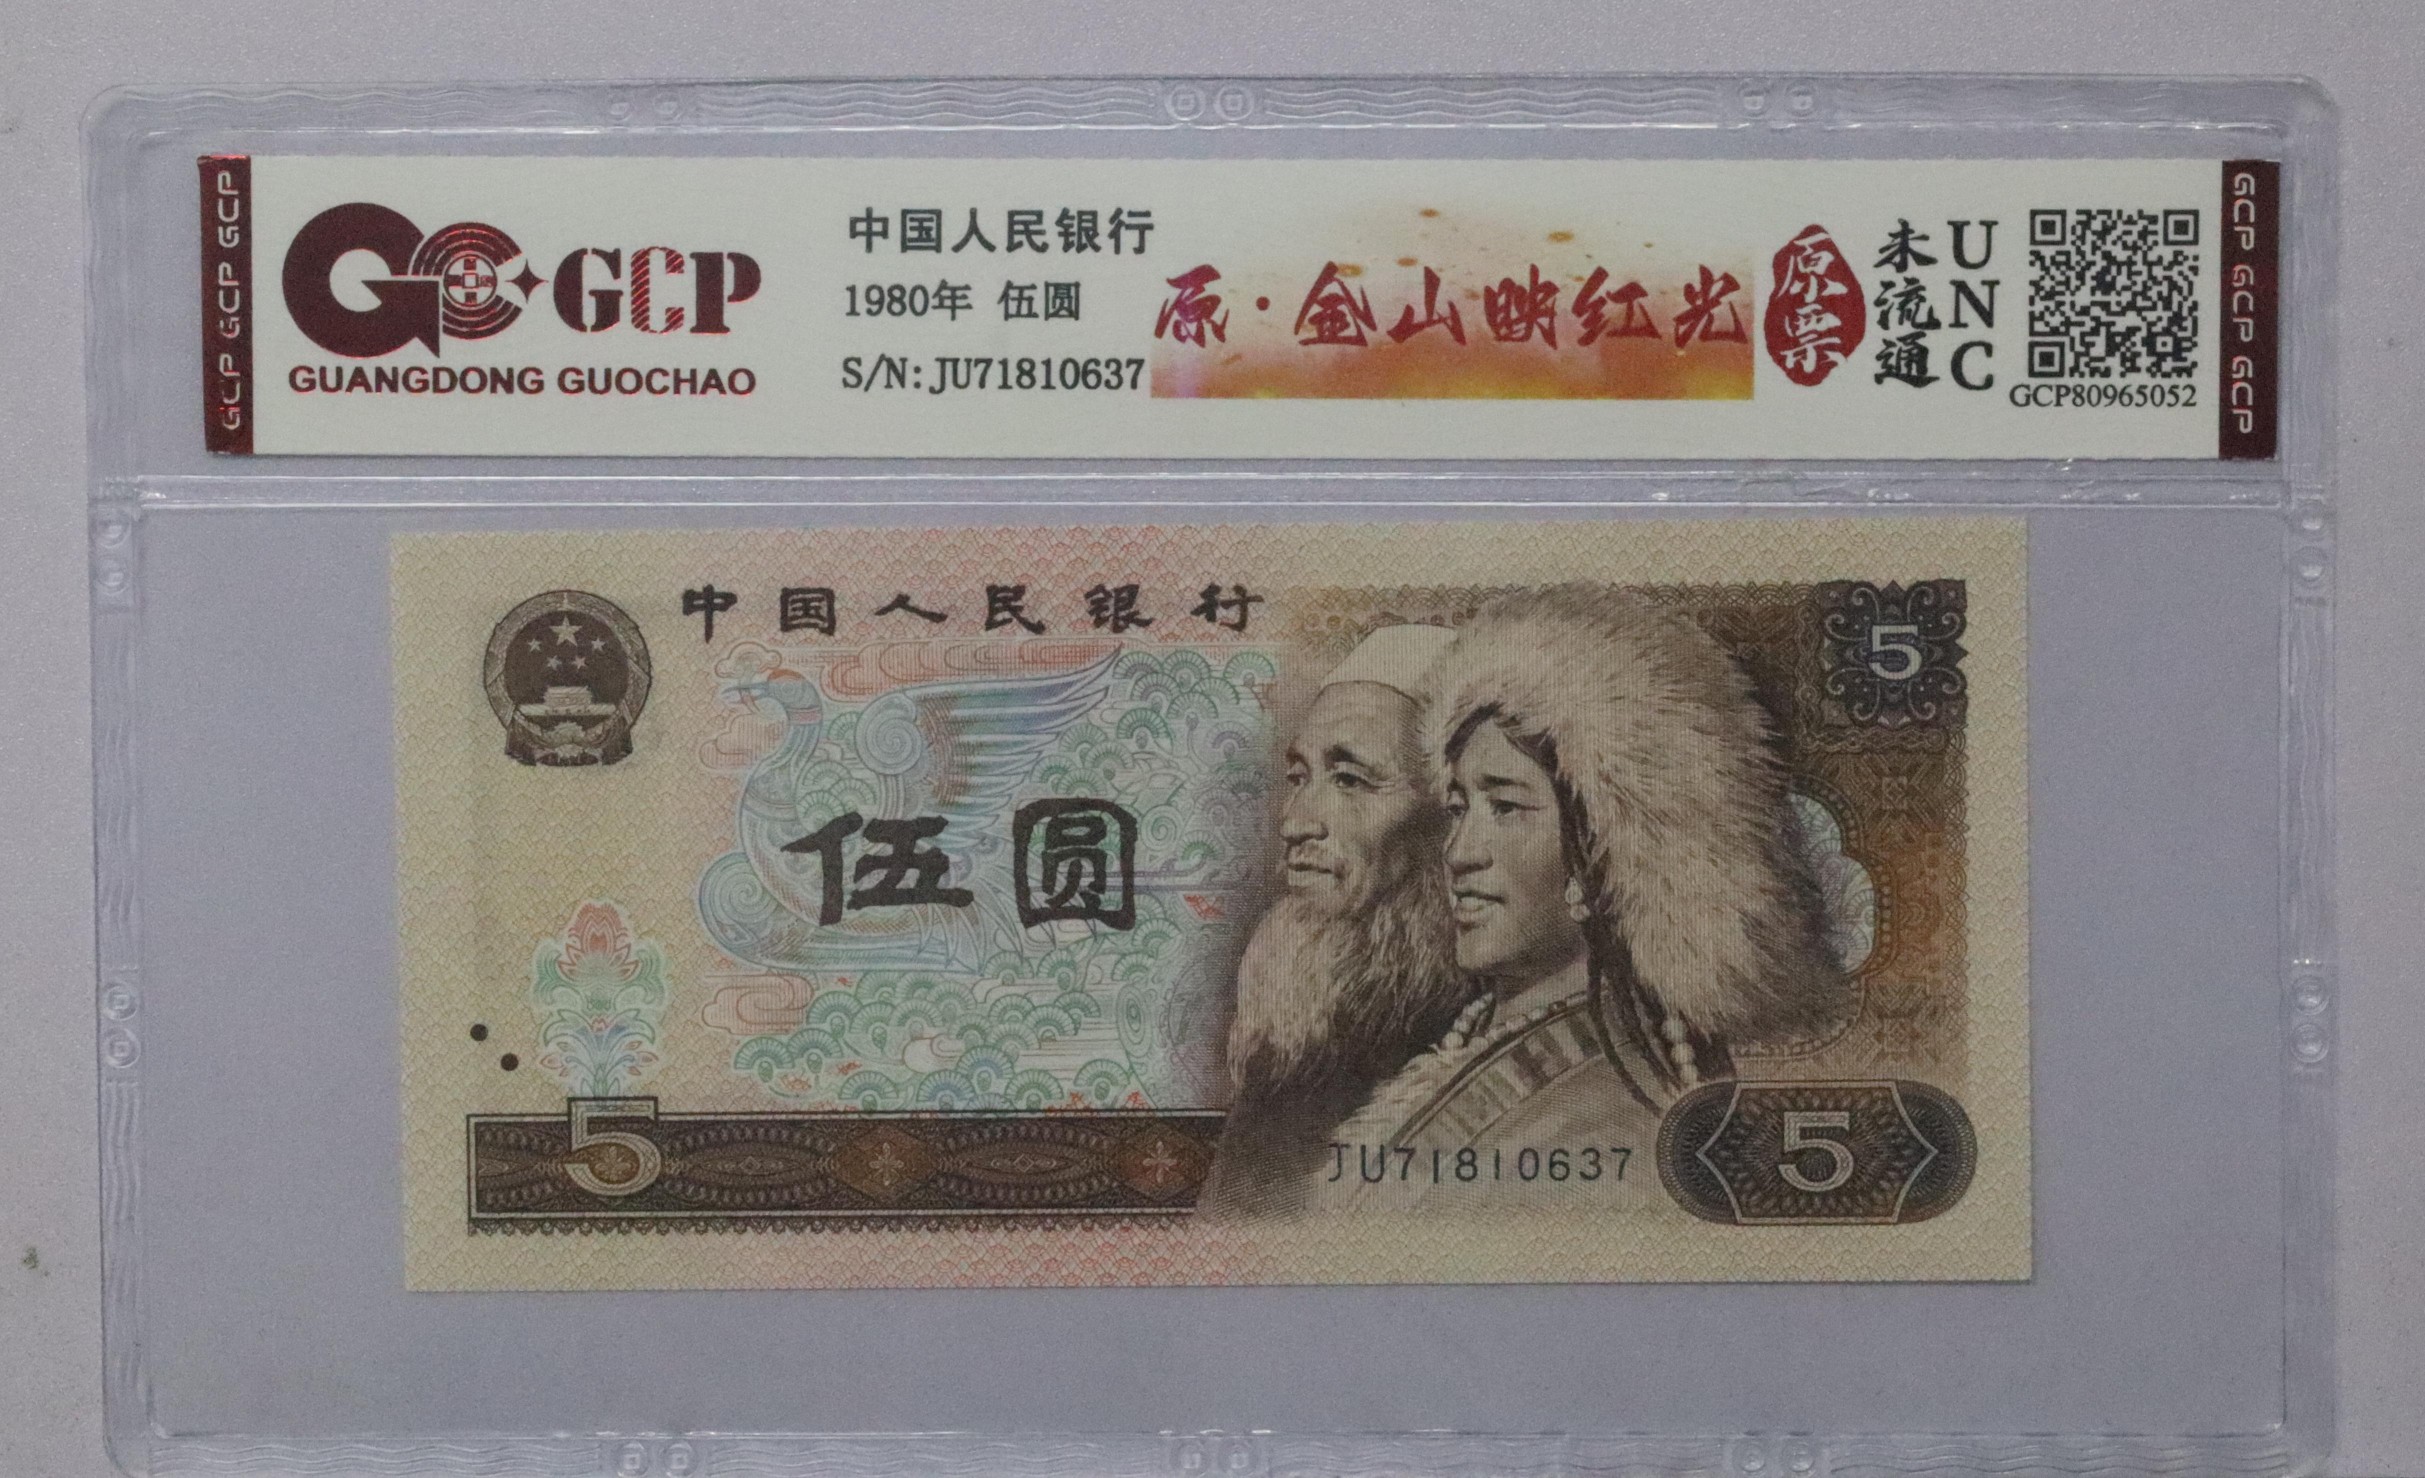 GCP GCP GCP
GCP
GUANGDONG GUOCHAO
中国人民银行
1980年 伍圆
S/N: JU71810637
原·金山映红光
原票
未流通
UNC
GCP80965052
GCP GCP GCP
中国人民银行
5
伍圆
5
JU71810637
5